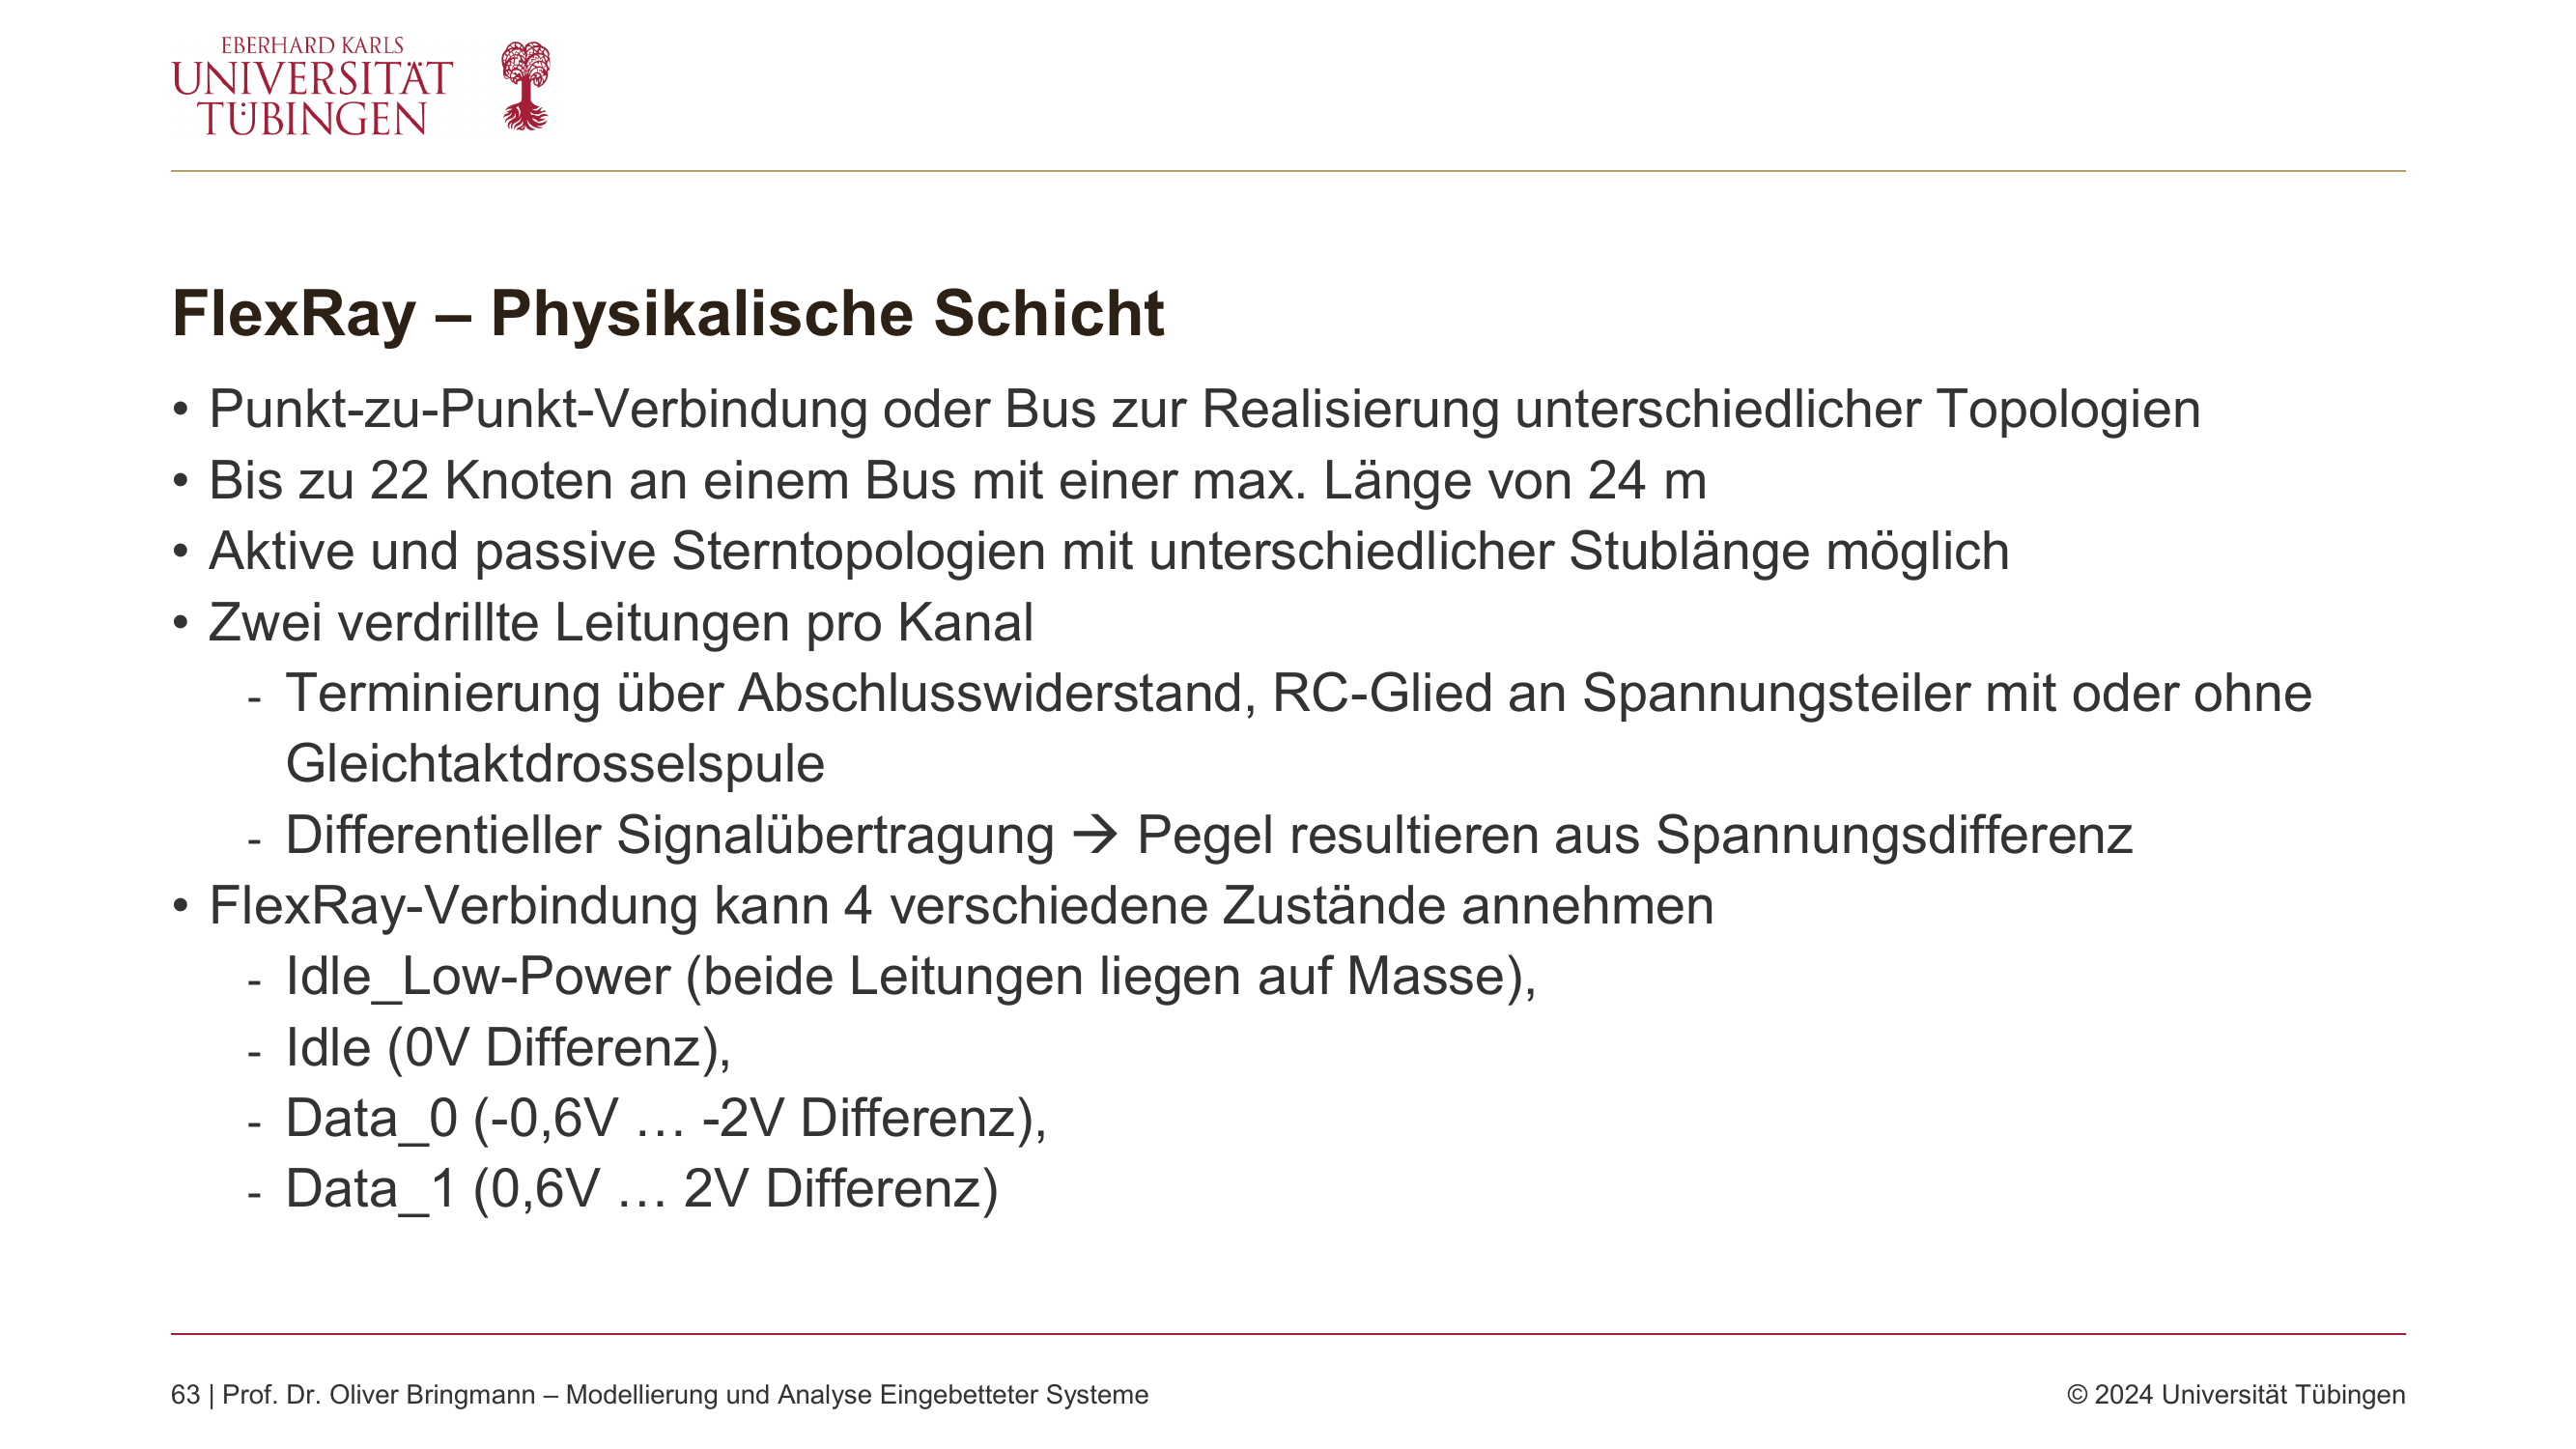 EBERHARD KARLS
UNIVERSITÄT
TÜBINGEN
FlexRay – Physikalische Schicht
• Punkt-zu-Punkt-Verbindung oder Bus zur Realisierung unterschiedlicher Topologien
• Bis zu 22 Knoten an einem Bus mit einer max. Länge von 24 m
• Aktive und passive Sterntopologien mit unterschiedlicher Stublänge möglich
• Zwei verdrillte Leitungen pro Kanal
- Terminierung über Abschlusswiderstand, RC-Glied an Spannungsteiler mit oder ohne
Gleichtaktdrosselspule
- Differentieller Signalübertragung → Pegel resultieren aus Spannungsdifferenz
• FlexRay-Verbindung kann 4 verschiedene Zustände annehmen
- Idle_Low-Power (beide Leitungen liegen auf Masse),
- Idle (0V Differenz),
- Data_0 (-0,6V … -2V Differenz),
- Data_1 (0,6V … 2V Differenz)
63 | Prof. Dr. Oliver Bringmann – Modellierung und Analyse Eingebetteter Systeme
© 2024 Universität Tübingen